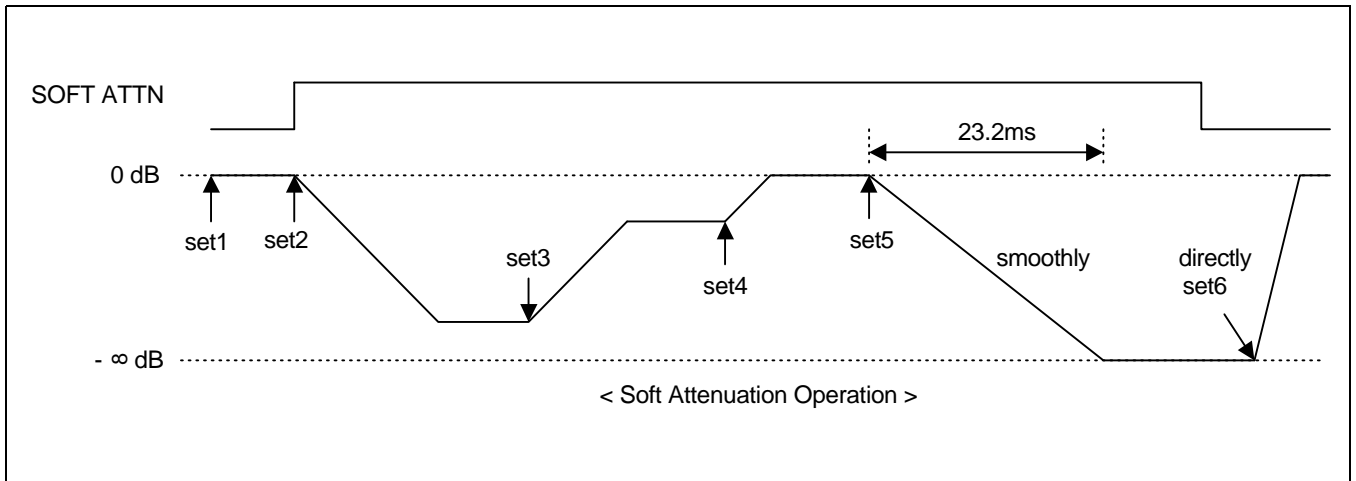 SOFT ATTN
23.2ms
0 dB
set1
set2
set3
set4
set5
smoothly
directly
set6
- ∞ dB
< Soft Attenuation Operation >